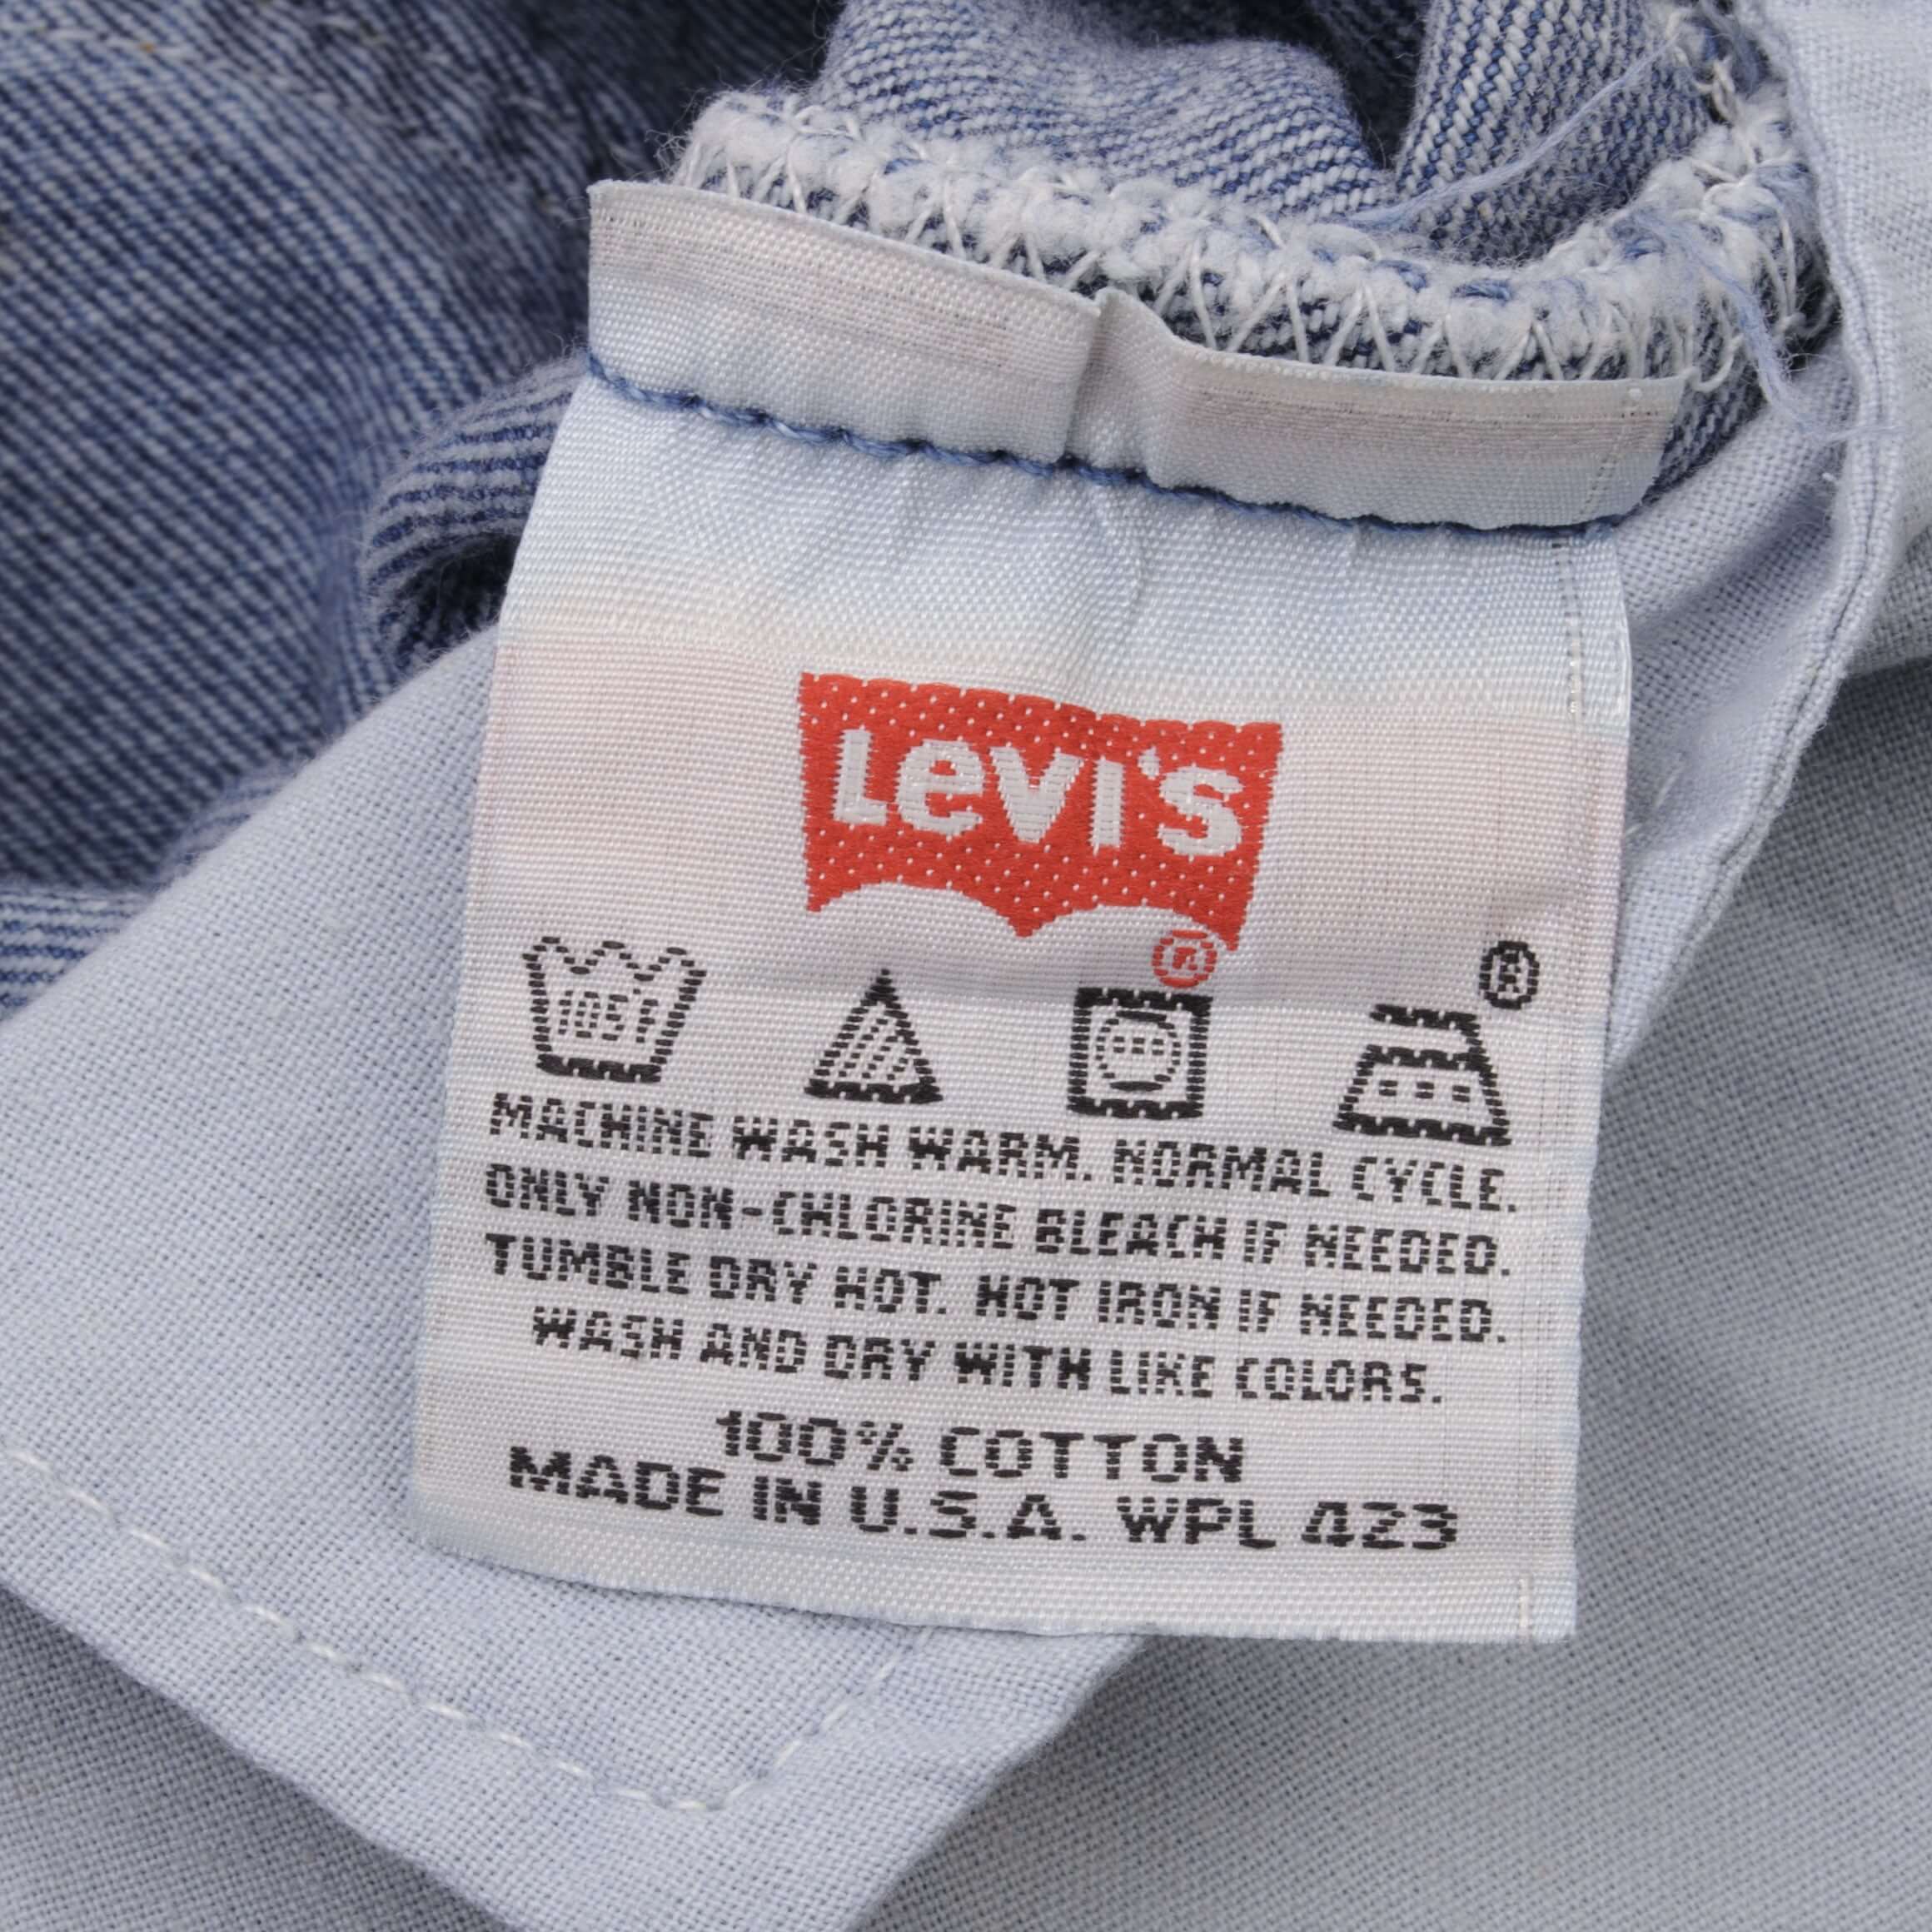 LEVI'S
®
®
105°F
MACHINE WASH WARM. NORMAL CYCLE.
ONLY NON-CHLORINE BLEACH IF NEEDED.
TUMBLE DRY HOT. HOT IRON IF NEEDED.
WASH AND DRY WITH LIKE COLORS.
100% COTTON
MADE IN U.S.A. WPL 423